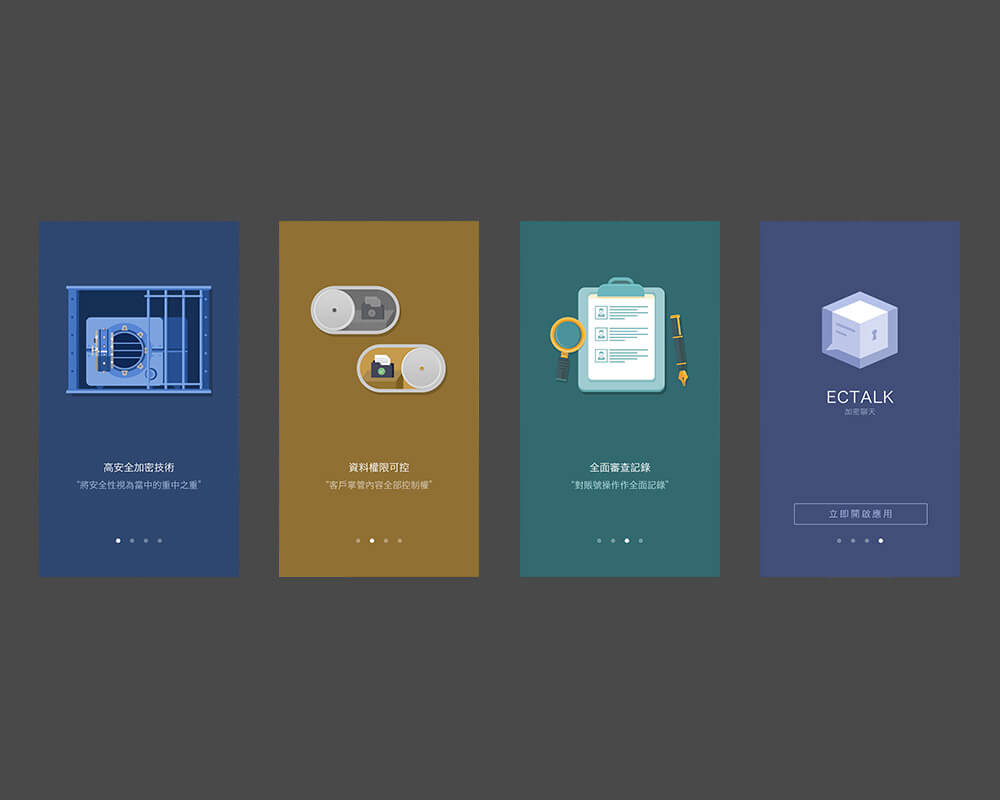 高安全加密技術
“將安全性視為當中的重中之重”
資料權限可控
“客戶掌管內容全部控制權”
全面審查記錄
“對賬號操作作全面記錄”
ECTALK
加密聊天
立即開啟應用